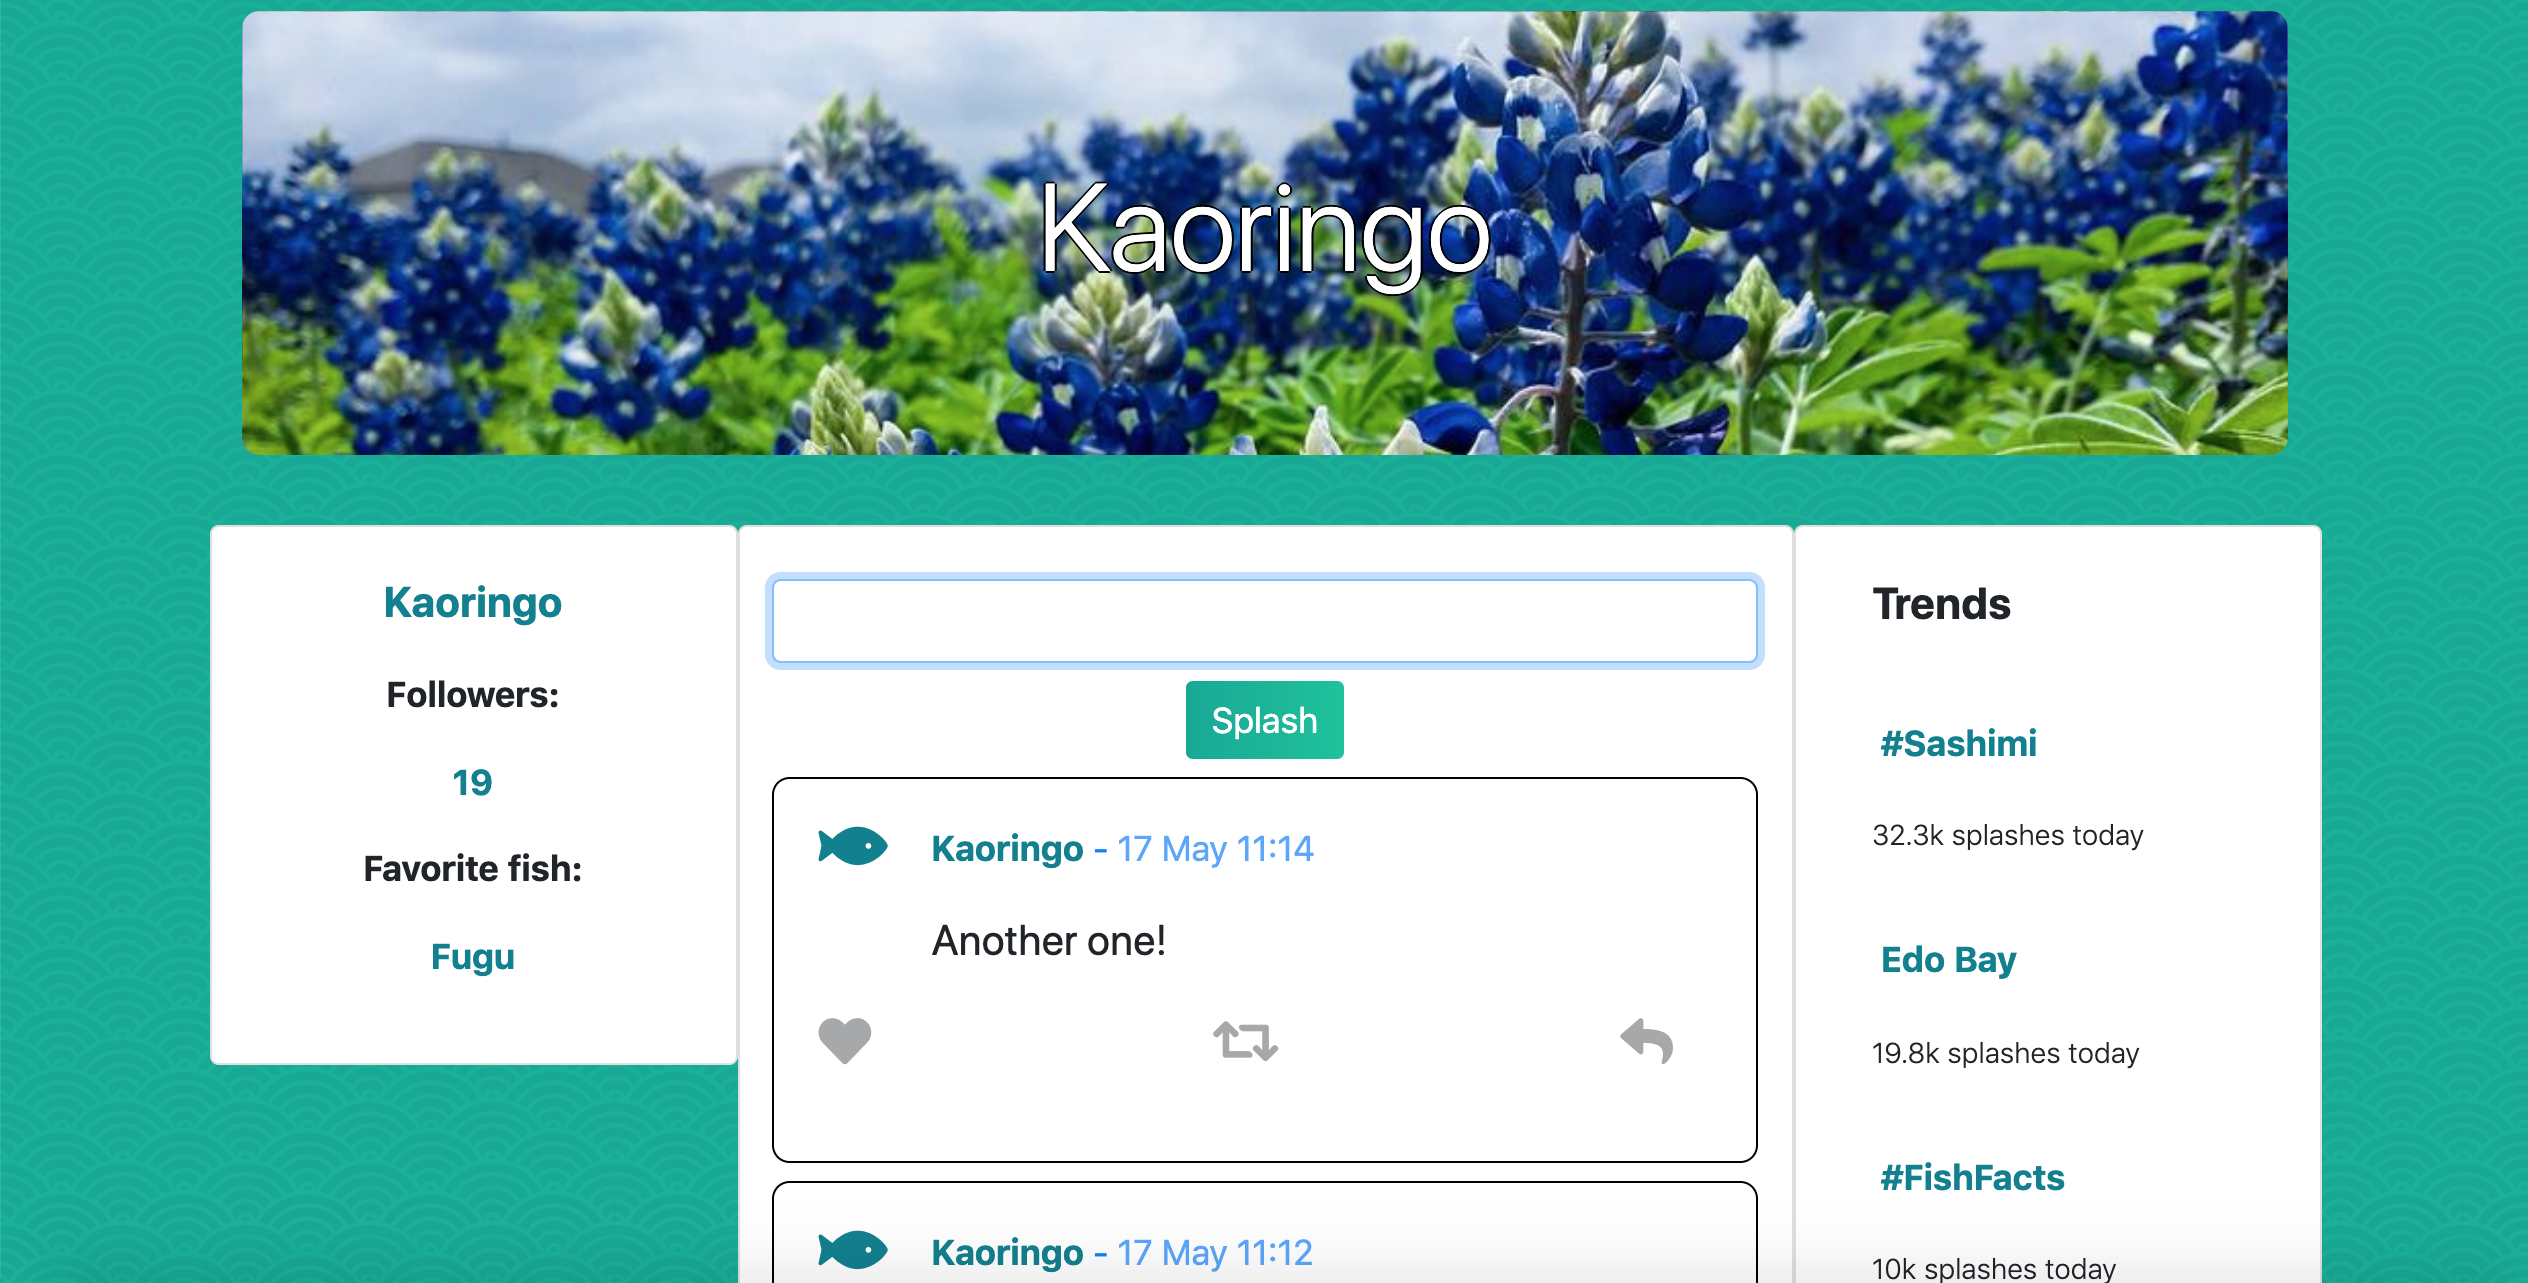 Kaoringo
Kaoringo
Followers:
19
Favorite fish:
Fugu
Splash
Kaoringo - 17 May 11:14
Another one!
Kaoringo - 17 May 11:12
Trends
#Sashimi
32.3k splashes today
Edo Bay
19.8k splashes today
#FishFacts
10k splashes today